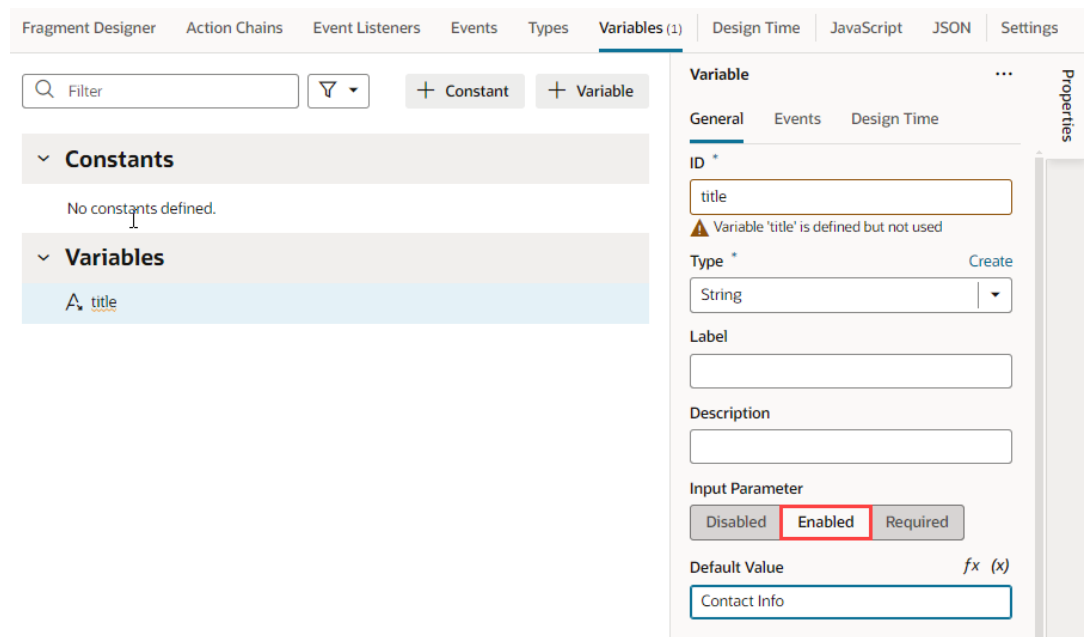 Fragment Designer Action Chains Event Listeners Events Types Variables (1) Design Time JavaScript JSON Settings
Filter
+ Constant
+ Variable
Constants
No constants defined.
Variables
title
Variable
...
Properties
General Events Design Time
ID *
title
Variable 'title' is defined but not used
Type * Create
String
Label
Description
Input Parameter
Disabled Enabled Required
Default Value fx (x)
Contact Info